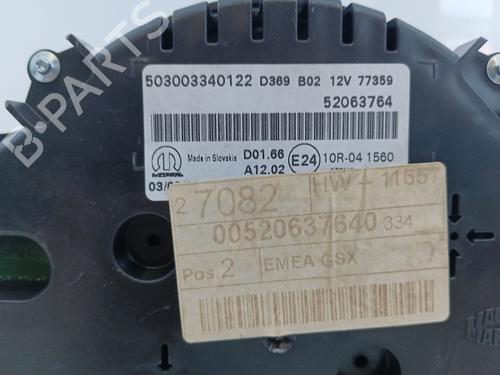 B-PARTS
503003340122 D369 B02 12V 77359
52063764
Made in Slovakia
D01.66
A12.02
E24
10R-04 1560
03/
2 7082
HW-11657
00520637640 334
Pos.2
EMEA GSX
Y